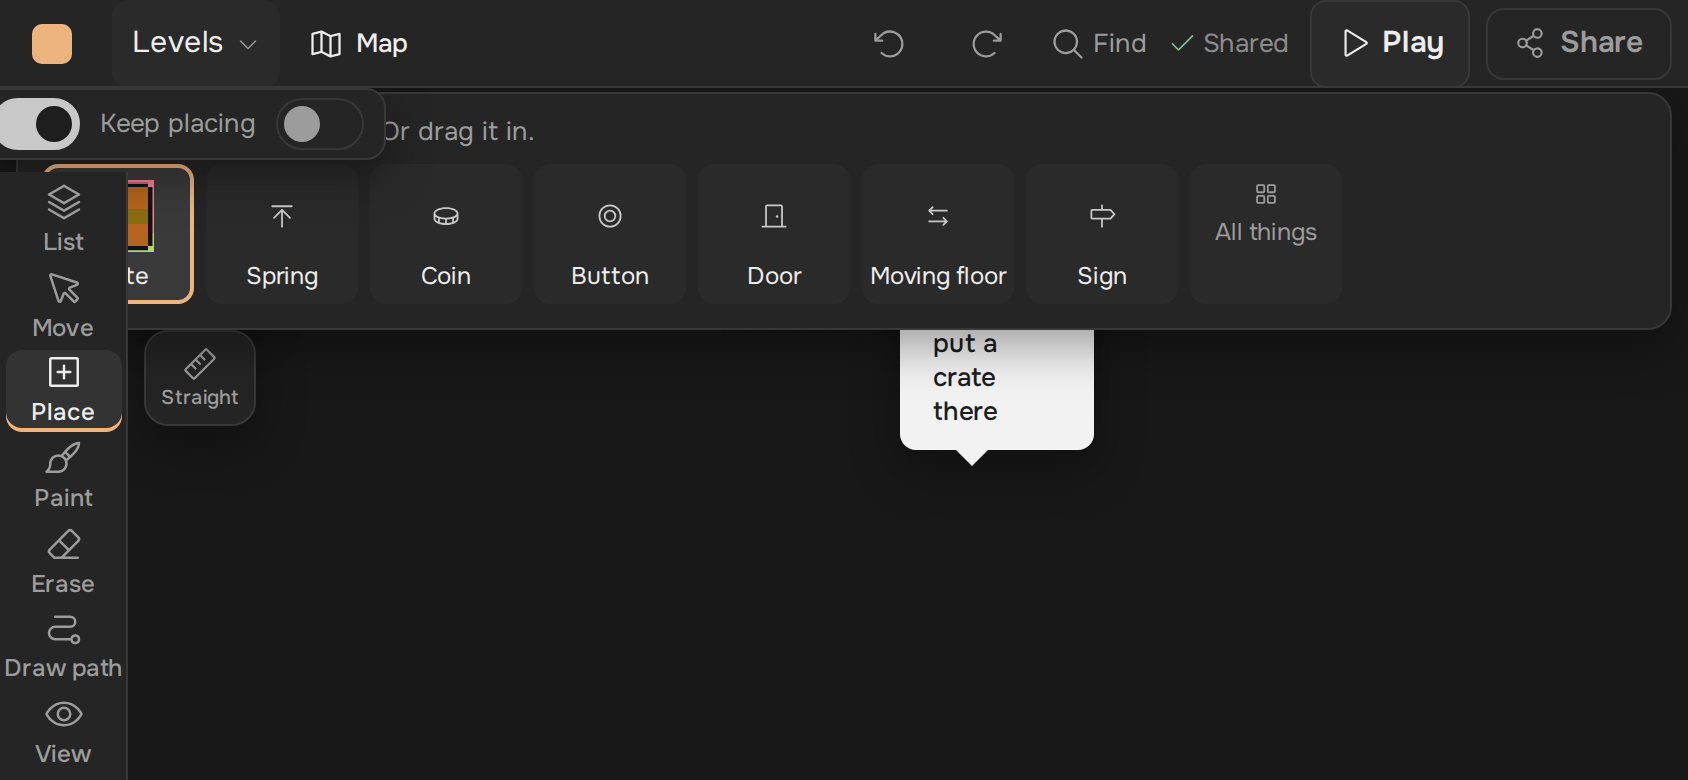 Levels
Map
Find
Shared
Play
Share
Keep placing
Or drag it in.
List
Move
Place
Paint
Erase
Draw path
View
te
Spring
Coin
Button
Door
Moving floor
Sign
All things
Straight
put a
crate
there